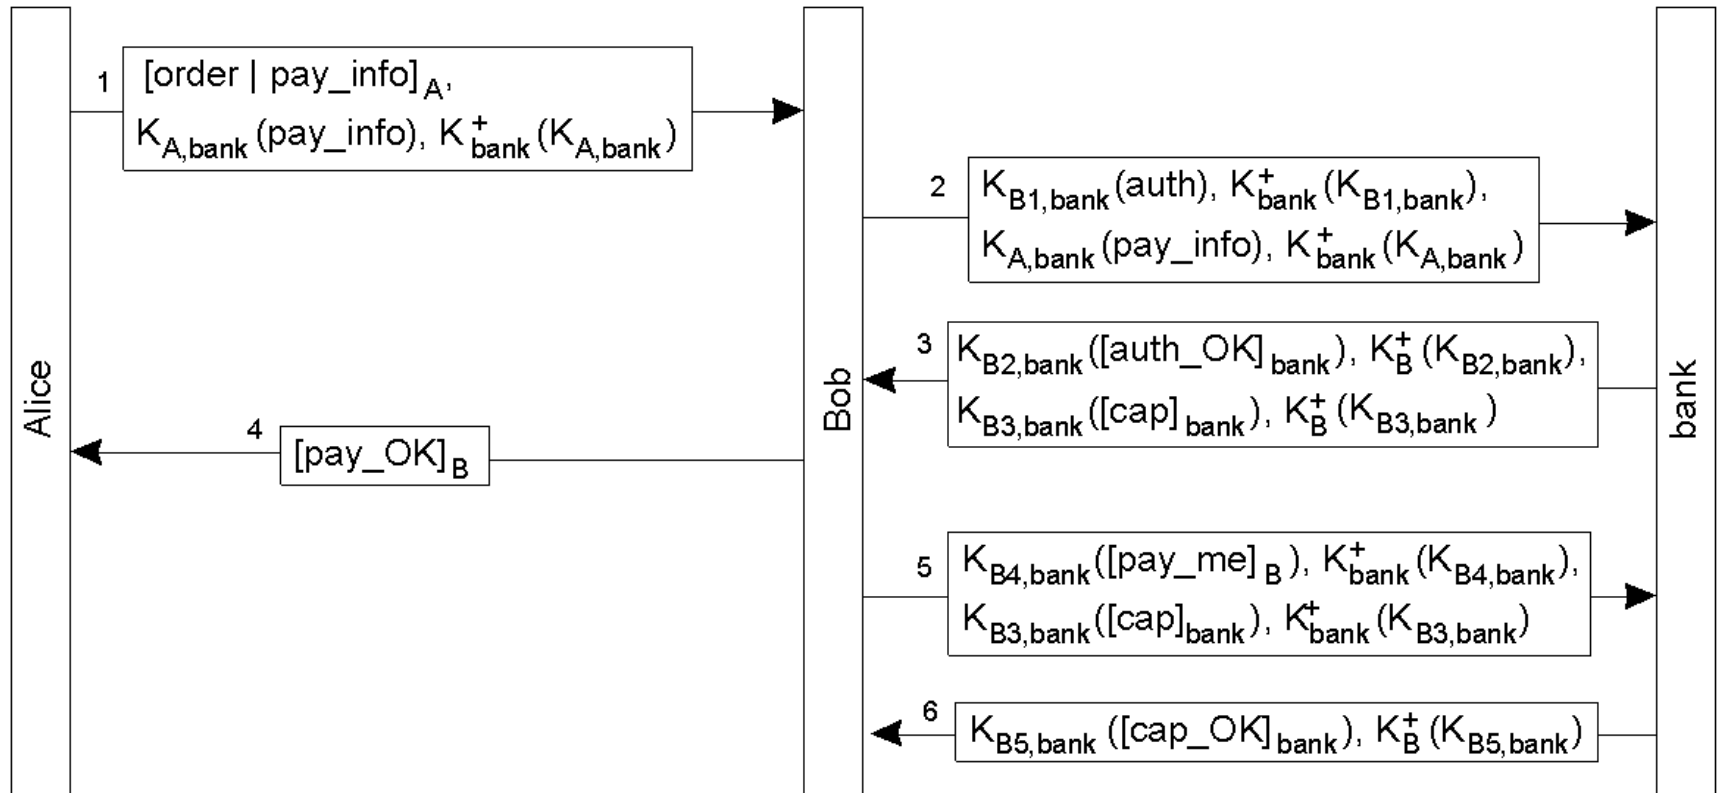 1
[order | pay_info]A,
KA,bank(pay_info), K+bank(KA,bank)
2
KB1,bank(auth), K+bank(KB1,bank),
KA,bank(pay_info), K+bank(KA,bank)
3
KB2,bank([auth_OK]bank), K+B(KB2,bank),
KB3,bank([cap]bank), K+B(KB3,bank)
Alice
Bob
bank
4
[pay_OK]B
5
KB4,bank([pay_me]B), K+bank(KB4,bank),
KB3,bank([cap]bank), K+bank(KB3,bank)
6
KB5,bank([cap_OK]bank), K+B(KB5,bank)